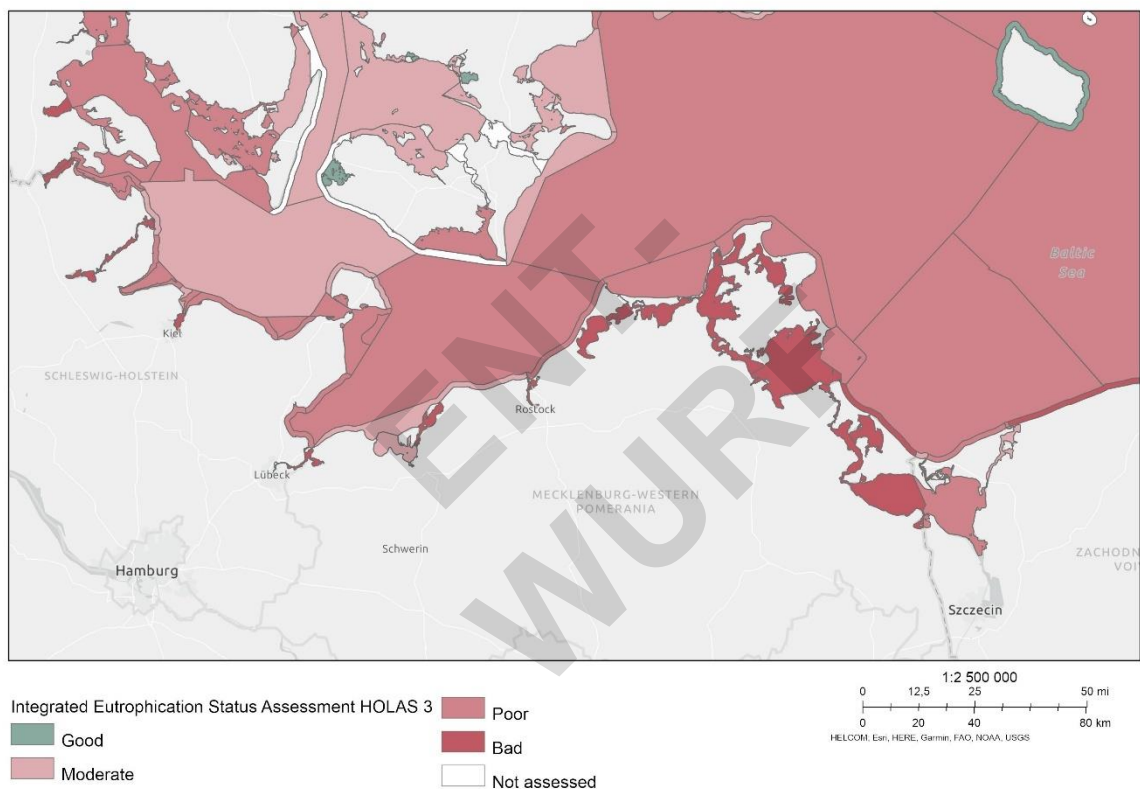 Baltic
Sea
Kiel
SCHLESWIG-HOLSTEIN
Rostock
Lübeck
MECKLENBURG-WESTERN
POMERANIA
Schwerin
ZACHODN
VOI
Hamburg
Szczecin
ENT-
WURF
Integrated Eutrophication Status Assessment HOLAS 3
Good
Moderate
Poor
Bad
Not assessed
1:2 500 000
0 12,5 25 50 mi
0 20 40 80 km
HELCOM, Esri, HERE, Garmin, FAO, NOAA, USGS